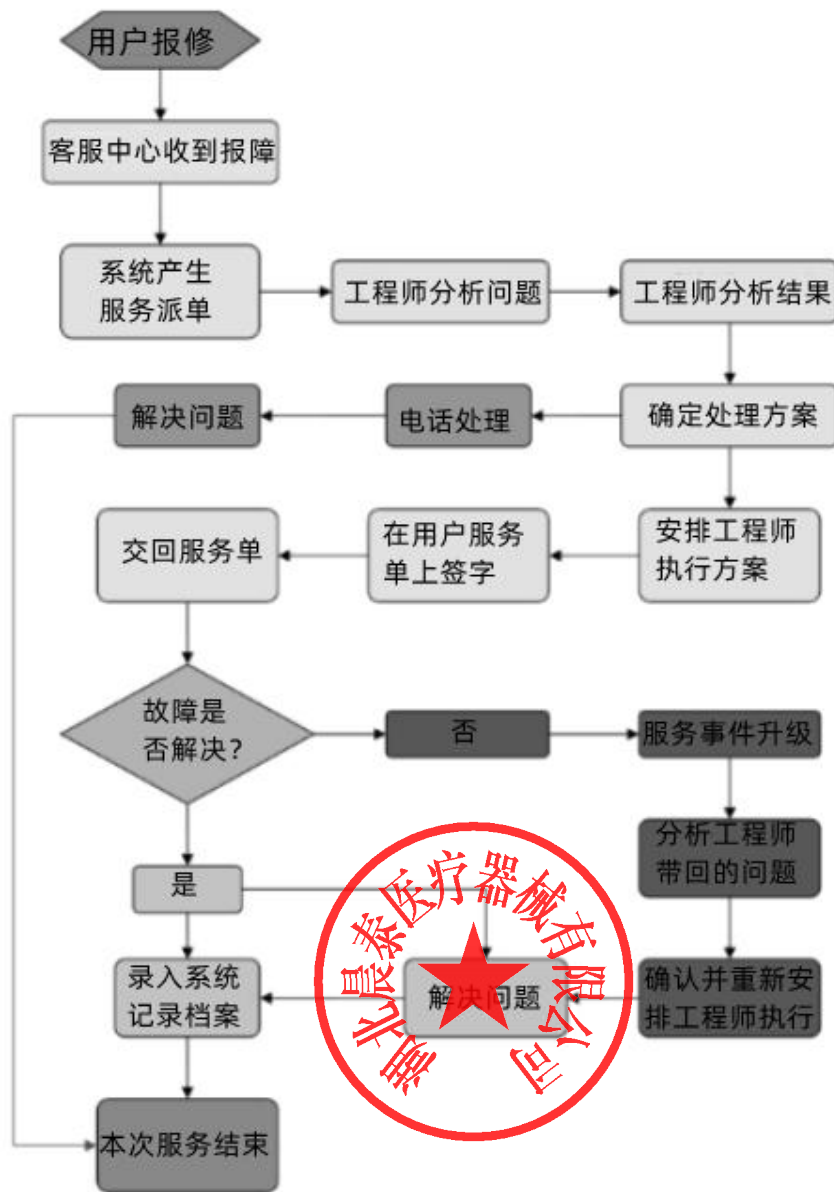 用户报修
客服中心收到报障
系统产生
服务派单
工程师分析问题
工程师分析结果
解决问题
电话处理
确定处理方案
交回服务单
在用户服务
单上签字
安排工程师
执行方案
故障是
否解决?
否
服务事件升级
分析工程师
带回的问题
是
录入系统
记录档案
解决问题
确认并重新安
排工程师执行
本次服务结束
湖北晨泰医疗器械有限公司